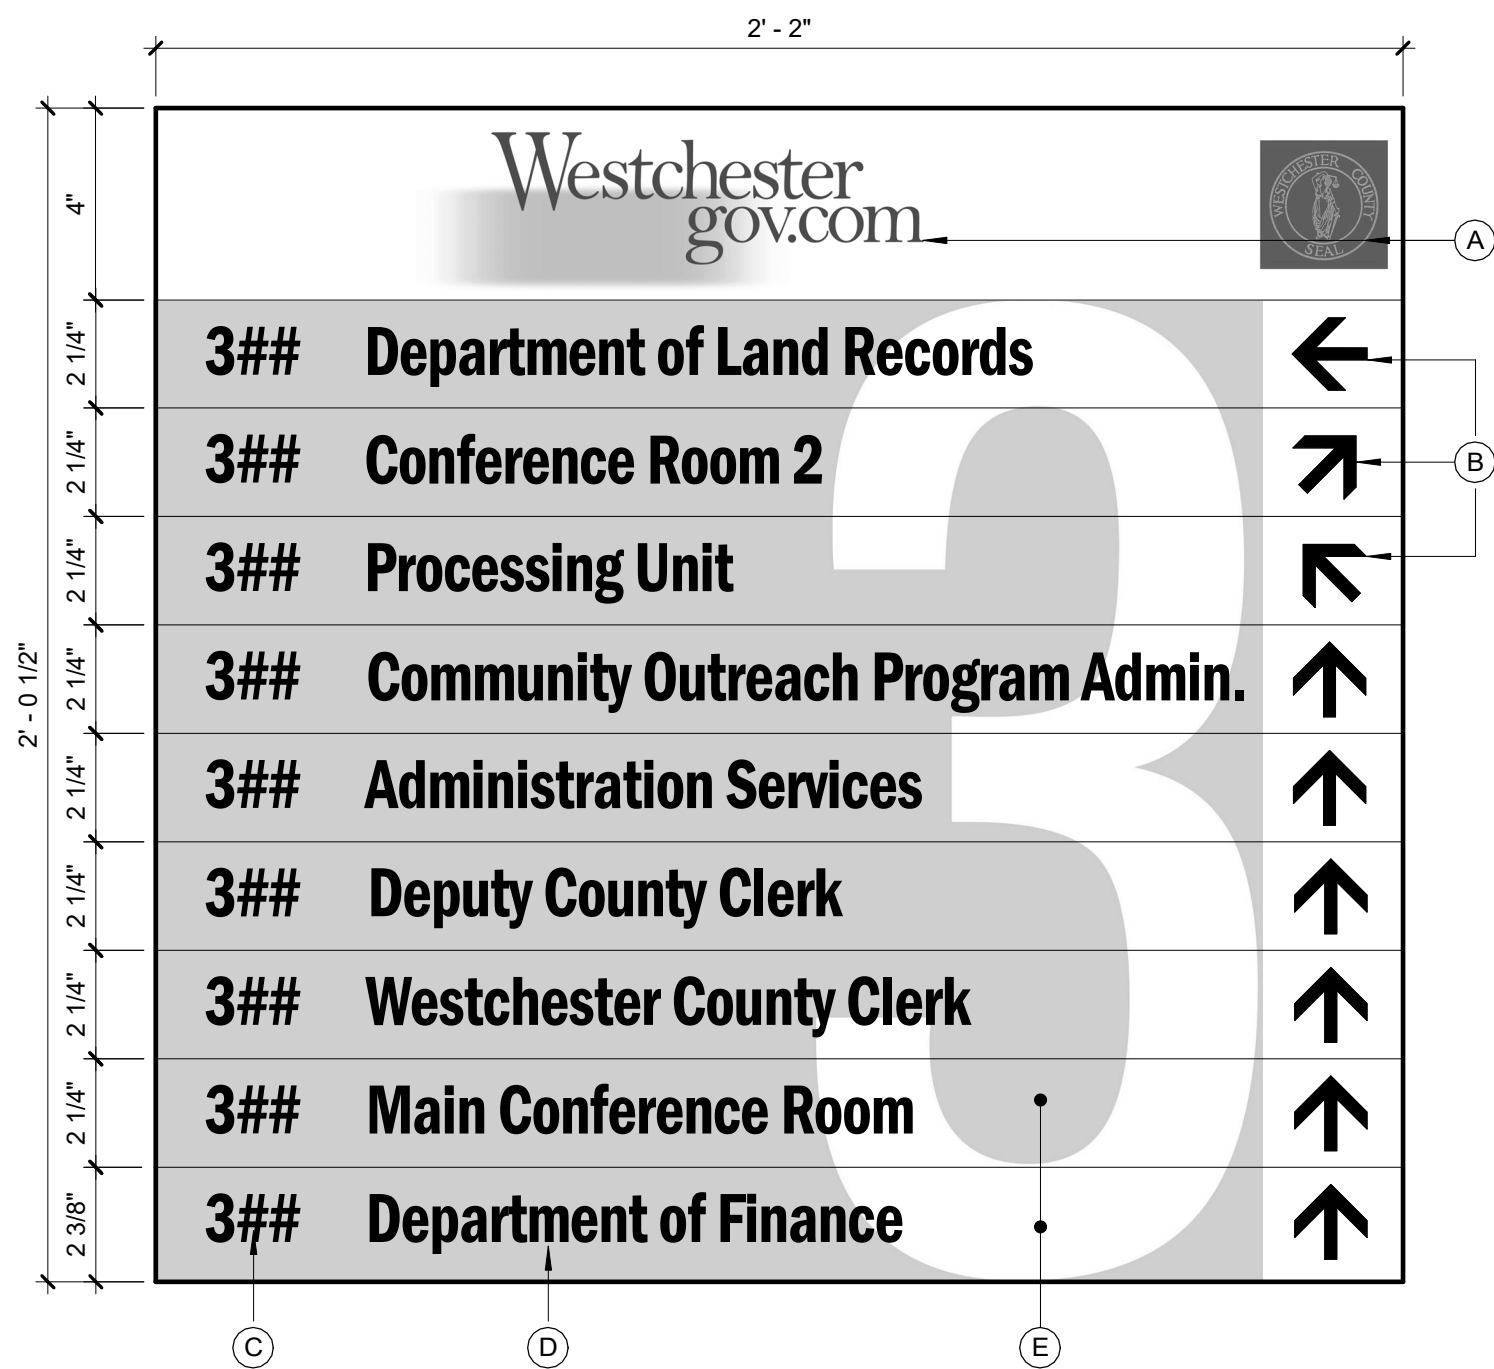 2' - 2"
Westchester
gov.com
WESTCHESTER COUNTY
SEAL
A
4"
2 1/4" 3## Department of Land Records
B
2 1/4" 3## Conference Room 2
2 1/4" 3## Processing Unit
2' - 0 1/2"
2 1/4" 3## Community Outreach Program Admin.
2 1/4" 3## Administration Services
2 1/4" 3## Deputy County Clerk
2 1/4" 3## Westchester County Clerk
2 1/4" 3## Main Conference Room
2 3/8" 3## Department of Finance
3
C D E